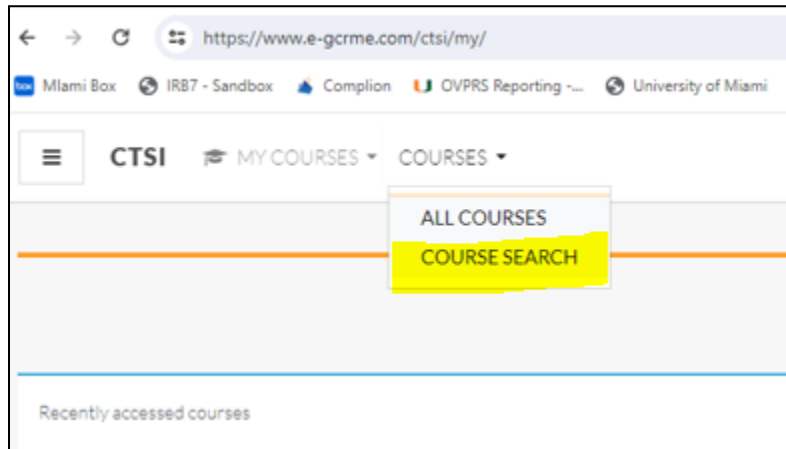 https://www.e-gcrme.com/ctsi/my/
box MIami Box IRB7 - Sandbox Complion OVPRS Reporting -... University of Miami
CTSI MY COURSES COURSES
ALL COURSES
COURSE SEARCH
Recently accessed courses